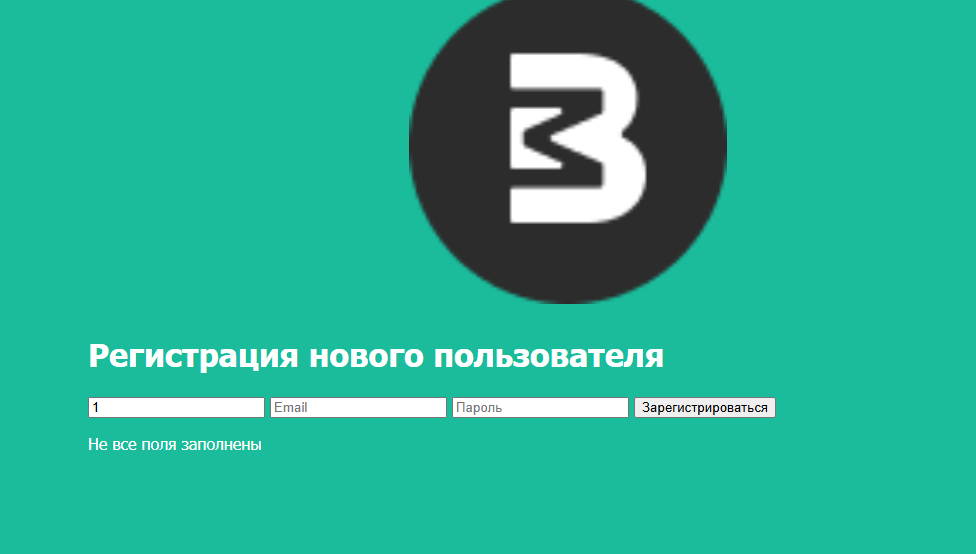 Регистрация нового пользователя
1 Email Пароль Зарегистрироваться
Не все поля заполнены